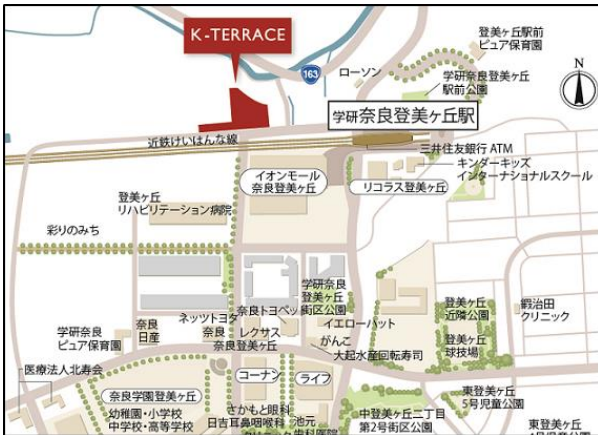 K-TERRACE
163
ローソン
登美ヶ丘駅前
ピュア保育園
学研奈良登美ヶ丘
駅前公園
N
学研奈良登美ヶ丘駅
近鉄けいはんな線
三井住友銀行 ATM
キンダーキッズ
インターナショナルスクール
イオンモール
奈良登美ヶ丘
リコラス登美ヶ丘
登美ヶ丘
リハビリテーション病院
彩りのみち
学研奈良
登美ヶ丘
街区公園
奈良トヨペット
ネッツトヨタ
奈良
レクサス
奈良登美ヶ丘
イエローハット
がんこ
大起水産回転寿司
登美ヶ丘
近隣公園
登美ヶ丘
球技場
鍜治田
クリニック
学研奈良
ピュア保育園
奈良
日産
医療法人北寿会
奈良学園登美ヶ丘
幼稚園・小学校
中学校・高等学校
コーナン
ライフ
さかもと眼科
日吉耳鼻咽喉科
池元
歯科医院
中登美ヶ丘二丁目
第2号街区公園
東登美ヶ丘
5号児童公園
東登美ヶ丘